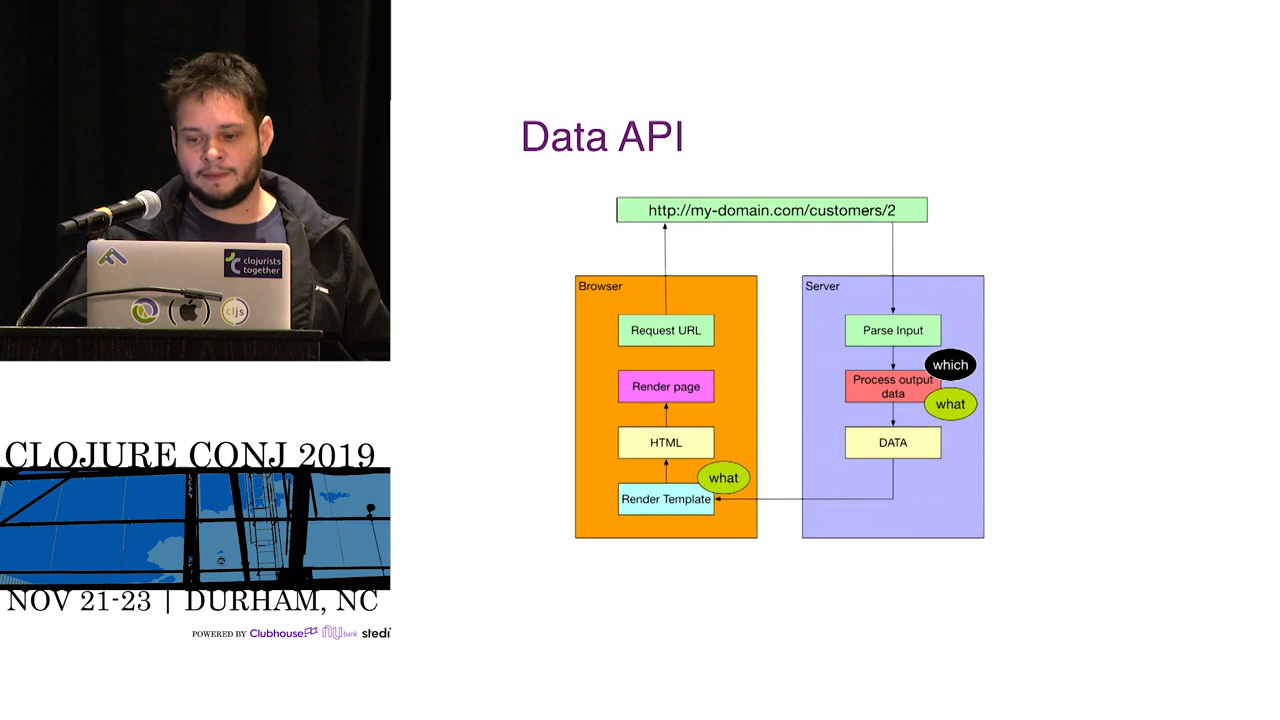 clojurists
together
cljs
CLOJURE CONJ 2019
NOV 21-23 | DURHAM, NC
POWERED BY Clubhouse nu bank stedi
Data API
http://my-domain.com/customers/2
Browser
Request URL
Render page
HTML
what
Render Template
Server
Parse Input
which
Process output
data
what
DATA